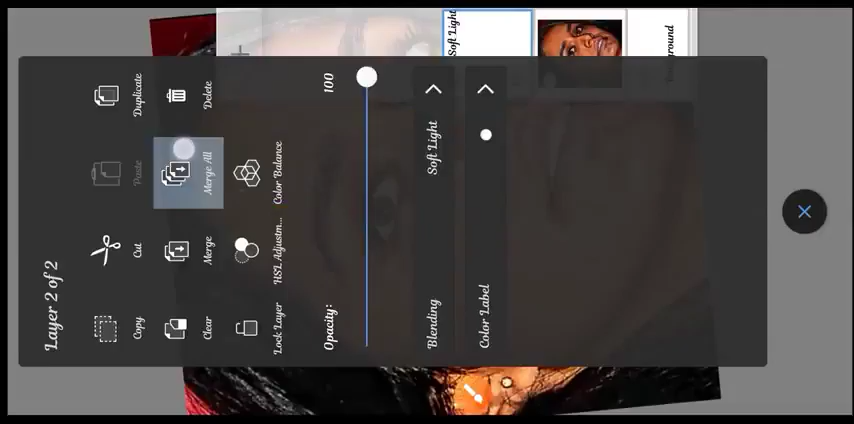 Layer 2 of 2
Copy
Cut
Paste
Duplicate
Clear
Merge
Merge All
Delete
Lock Layer
HSL Adjustm...
Color Balance
Opacity:
100
Blending
Soft Light
Color Label
Soft Light